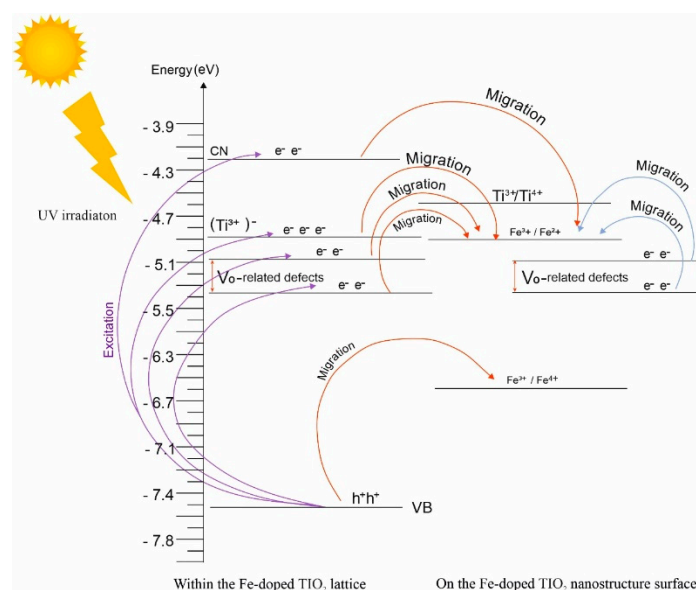 Energy (eV)
- 3.9
CN
e⁻ e⁻
Migration
- 4.3
Migration
Migration
Ti³⁺/Ti⁴⁺
Migration
UV irradiaton
- 4.7
Migration
Migration
(Ti³⁺ )⁻
e⁻ e⁻ e⁻
Fe³⁺ / Fe²⁺
- 5.1
e⁻ e⁻
e⁻ e⁻
Vo-related defects
Vo-related defects
e⁻ e⁻
e⁻ e⁻
- 5.5
Excitation
- 6.3
Migration
Fe³⁺ / Fe⁴⁺
- 6.7
- 7.1
- 7.4
h⁺h⁺
VB
- 7.8
Within the Fe-doped TIO₂ lattice
On the Fe-doped TIO₂ nanostructure surface